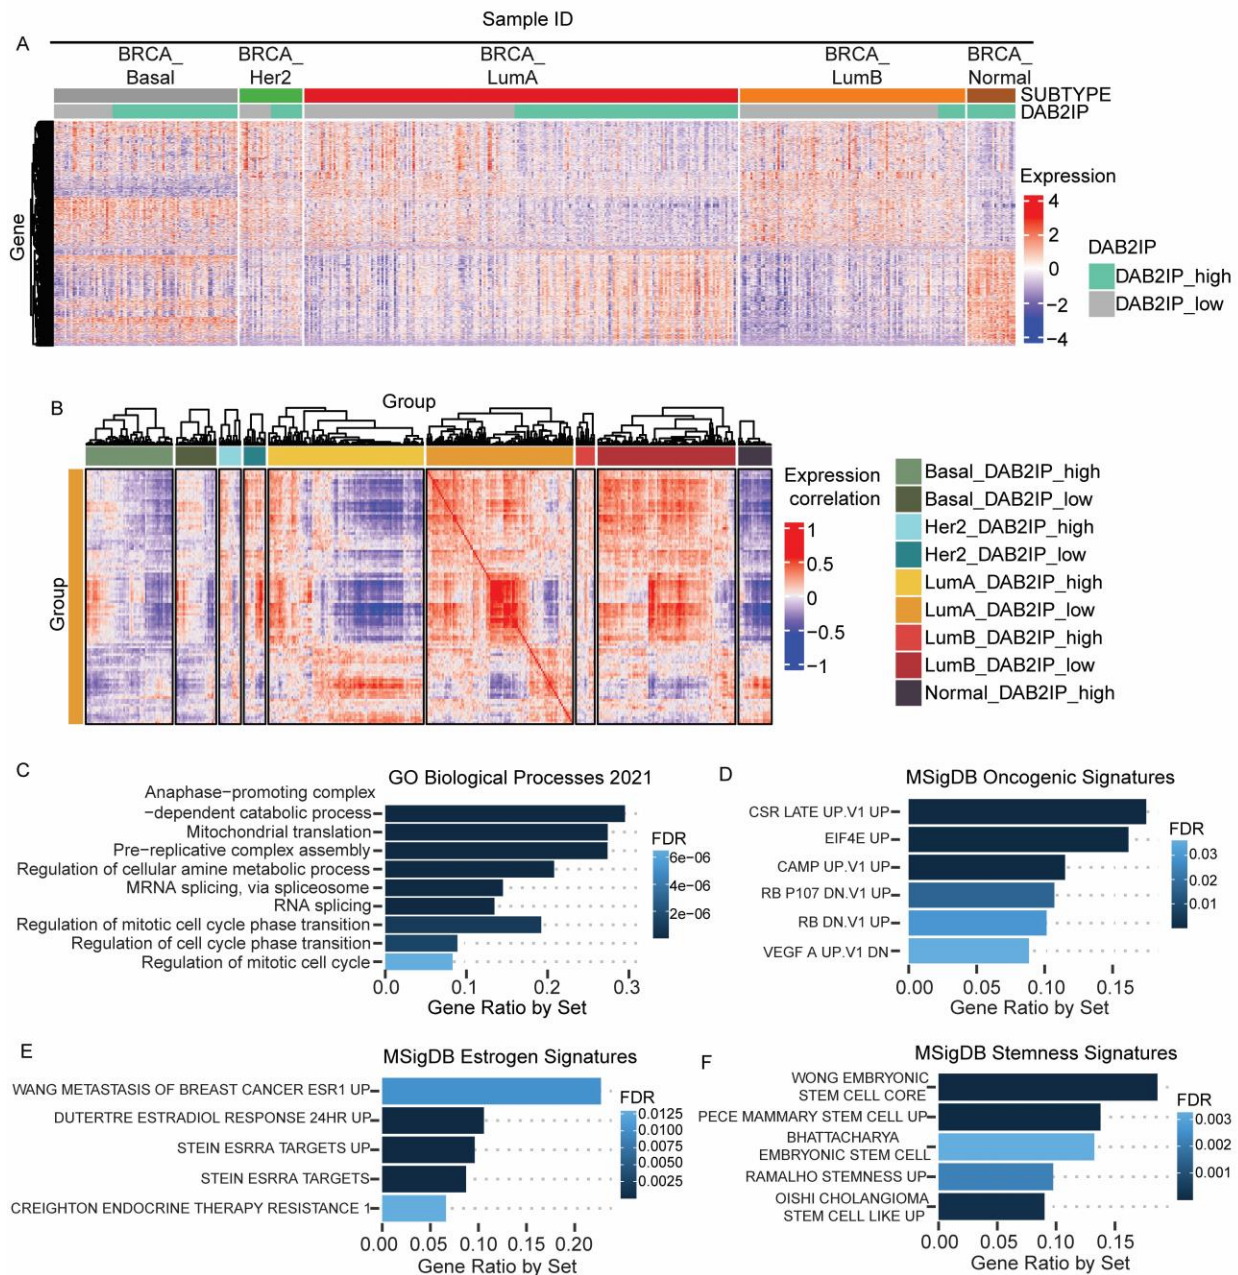 Sample ID
A
BRCA_ BRCA_ BRCA_ BRCA_ BRCA_
Basal Her2 LumA LumB Normal
SUBTYPE
DAB2IP
Gene
Expression
4
2
0
−2
−4
DAB2IP
DAB2IP_high
DAB2IP_low
B
Group
Group
Expression
correlation
1
0.5
0
−0.5
−1
Basal_DAB2IP_high
Basal_DAB2IP_low
Her2_DAB2IP_high
Her2_DAB2IP_low
LumA_DAB2IP_high
LumA_DAB2IP_low
LumB_DAB2IP_high
LumB_DAB2IP_low
Normal_DAB2IP_high
C
GO Biological Processes 2021
Anaphase-promoting complex
-dependent catabolic process
Mitochondrial translation
Pre-replicative complex assembly
Regulation of cellular amine metabolic process
MRNA splicing, via spliceosome
RNA splicing
Regulation of mitotic cell cycle phase transition
Regulation of cell cycle phase transition
Regulation of mitotic cell cycle
0.0 0.1 0.2 0.3
Gene Ratio by Set
FDR
6e-06
4e-06
2e-06
D
MSigDB Oncogenic Signatures
CSR LATE UP.V1 UP
EIF4E UP
CAMP UP.V1 UP
RB P107 DN.V1 UP
RB DN.V1 UP
VEGF A UP.V1 DN
0.00 0.05 0.10 0.15
Gene Ratio by Set
FDR
0.03
0.02
0.01
E
MSigDB Estrogen Signatures
WANG METASTASIS OF BREAST CANCER ESR1 UP
DUTERTRE ESTRADIOL RESPONSE 24HR UP
STEIN ESRRA TARGETS UP
STEIN ESRRA TARGETS
CREIGHTON ENDOCRINE THERAPY RESISTANCE 1
0.00 0.05 0.10 0.15 0.20
Gene Ratio by Set
FDR
0.0125
0.0100
0.0075
0.0050
0.0025
F
MSigDB Stemness Signatures
WONG EMBRYONIC
STEM CELL CORE
PECE MAMMARY STEM CELL UP
BHATTACHARYA
EMBRYONIC STEM CELL
RAMALHO STEMNESS UP
OISHI CHOLANGIOMA
STEM CELL LIKE UP
0.00 0.05 0.10 0.15
Gene Ratio by Set
FDR
0.003
0.002
0.001